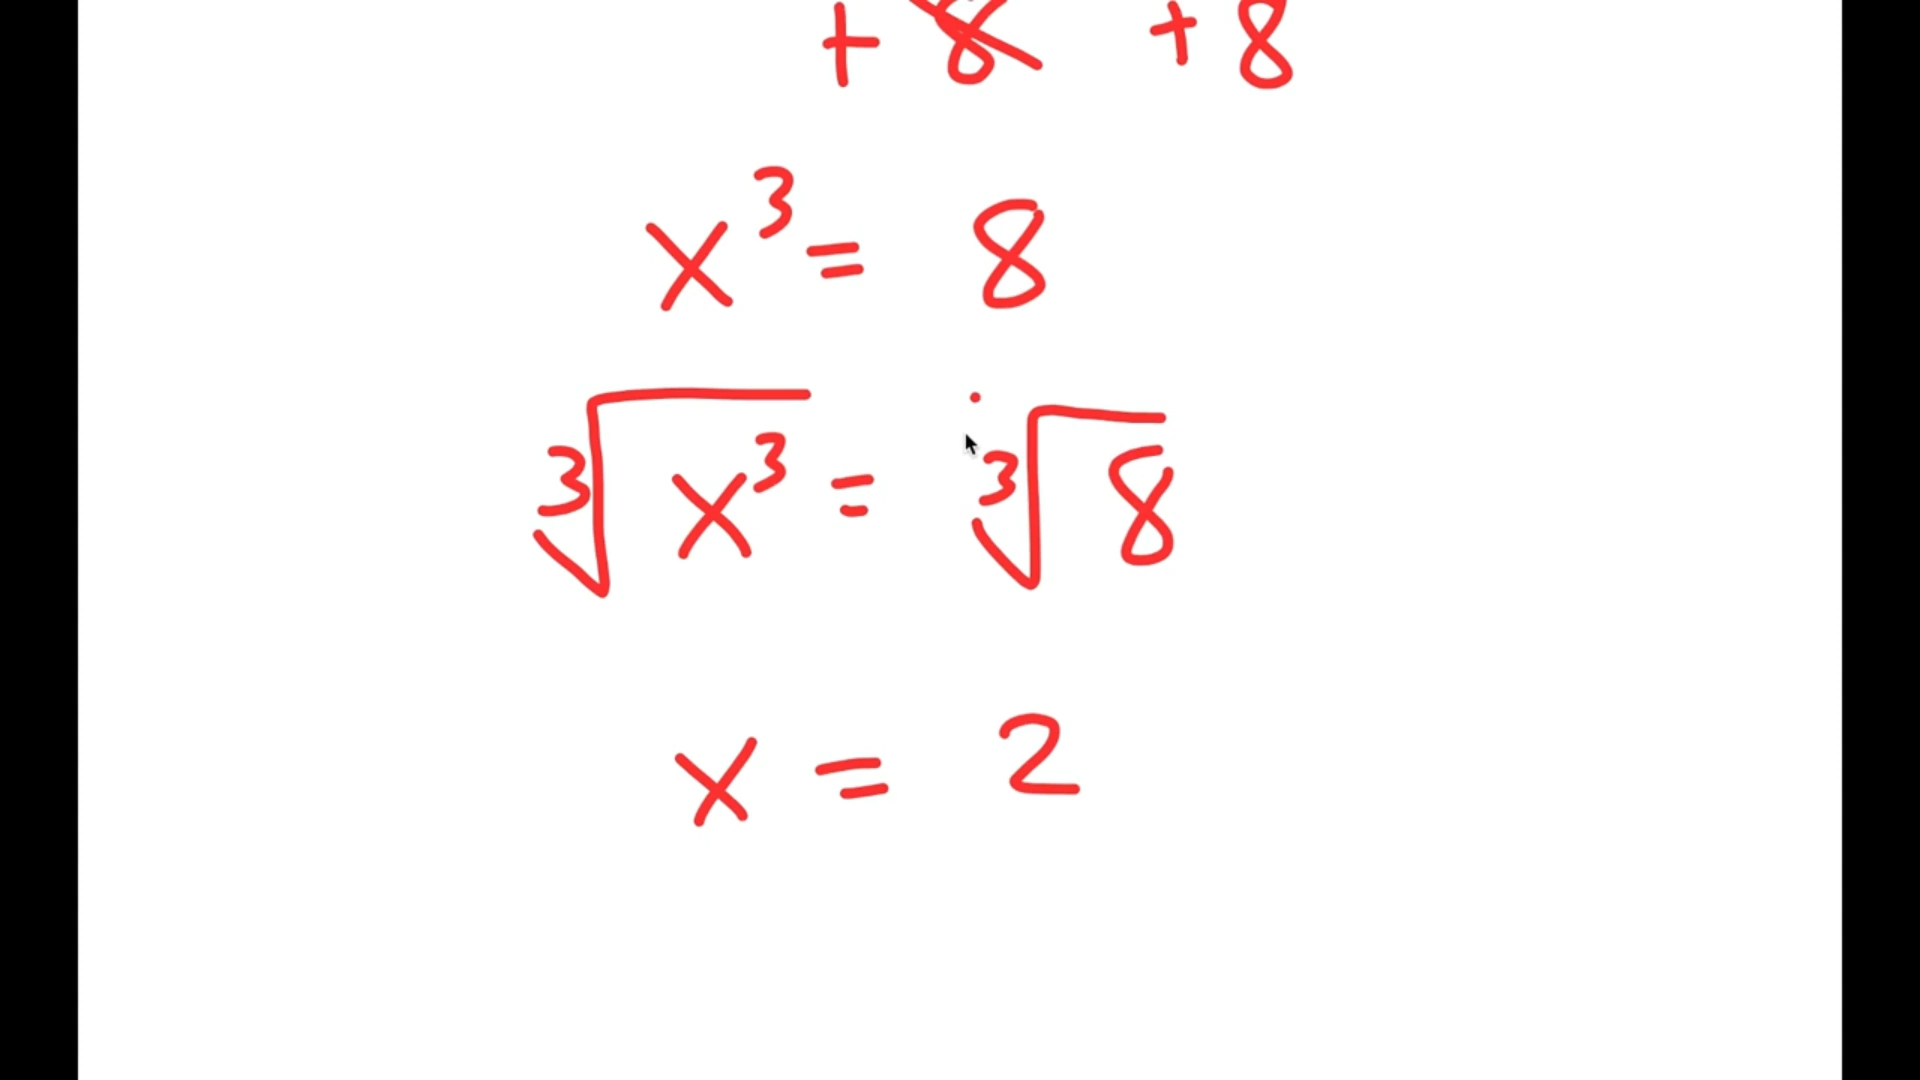 + 8 + 8
x³ = 8
∛x³ = ∛8
x = 2